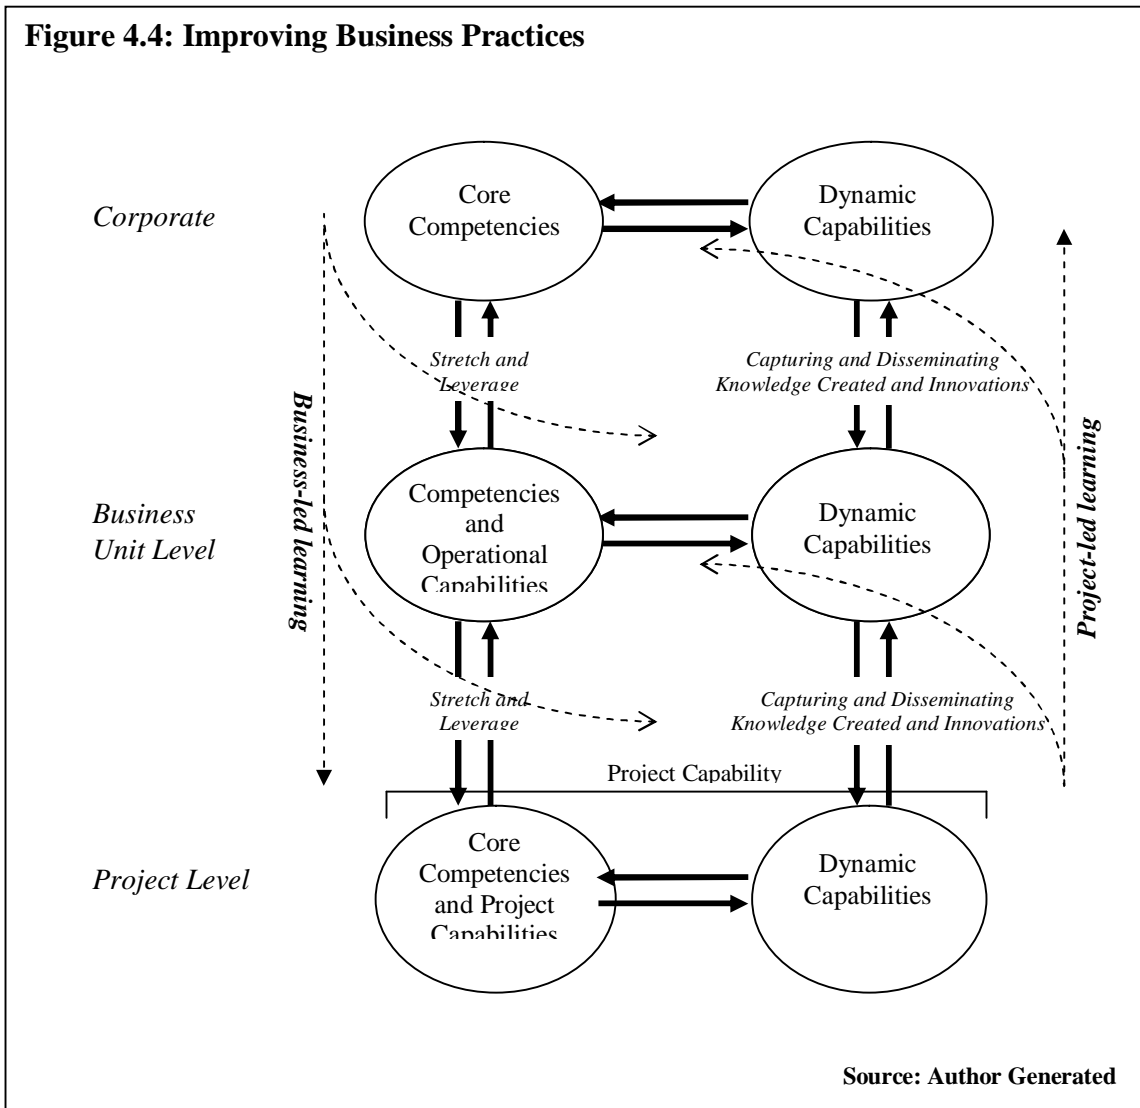 Figure 4.4: Improving Business Practices
Corporate
Core
Competencies
Dynamic
Capabilities
Stretch and
Leverage
Capturing and Disseminating
Knowledge Created and Innovations
Business-led learning
Project-led learning
Business
Unit Level
Competencies
and
Operational
Capabilities
Dynamic
Capabilities
Stretch and
Leverage
Capturing and Disseminating
Knowledge Created and Innovations
Project Capability
Project Level
Core
Competencies
and Project
Capabilities
Dynamic
Capabilities
Source: Author Generated